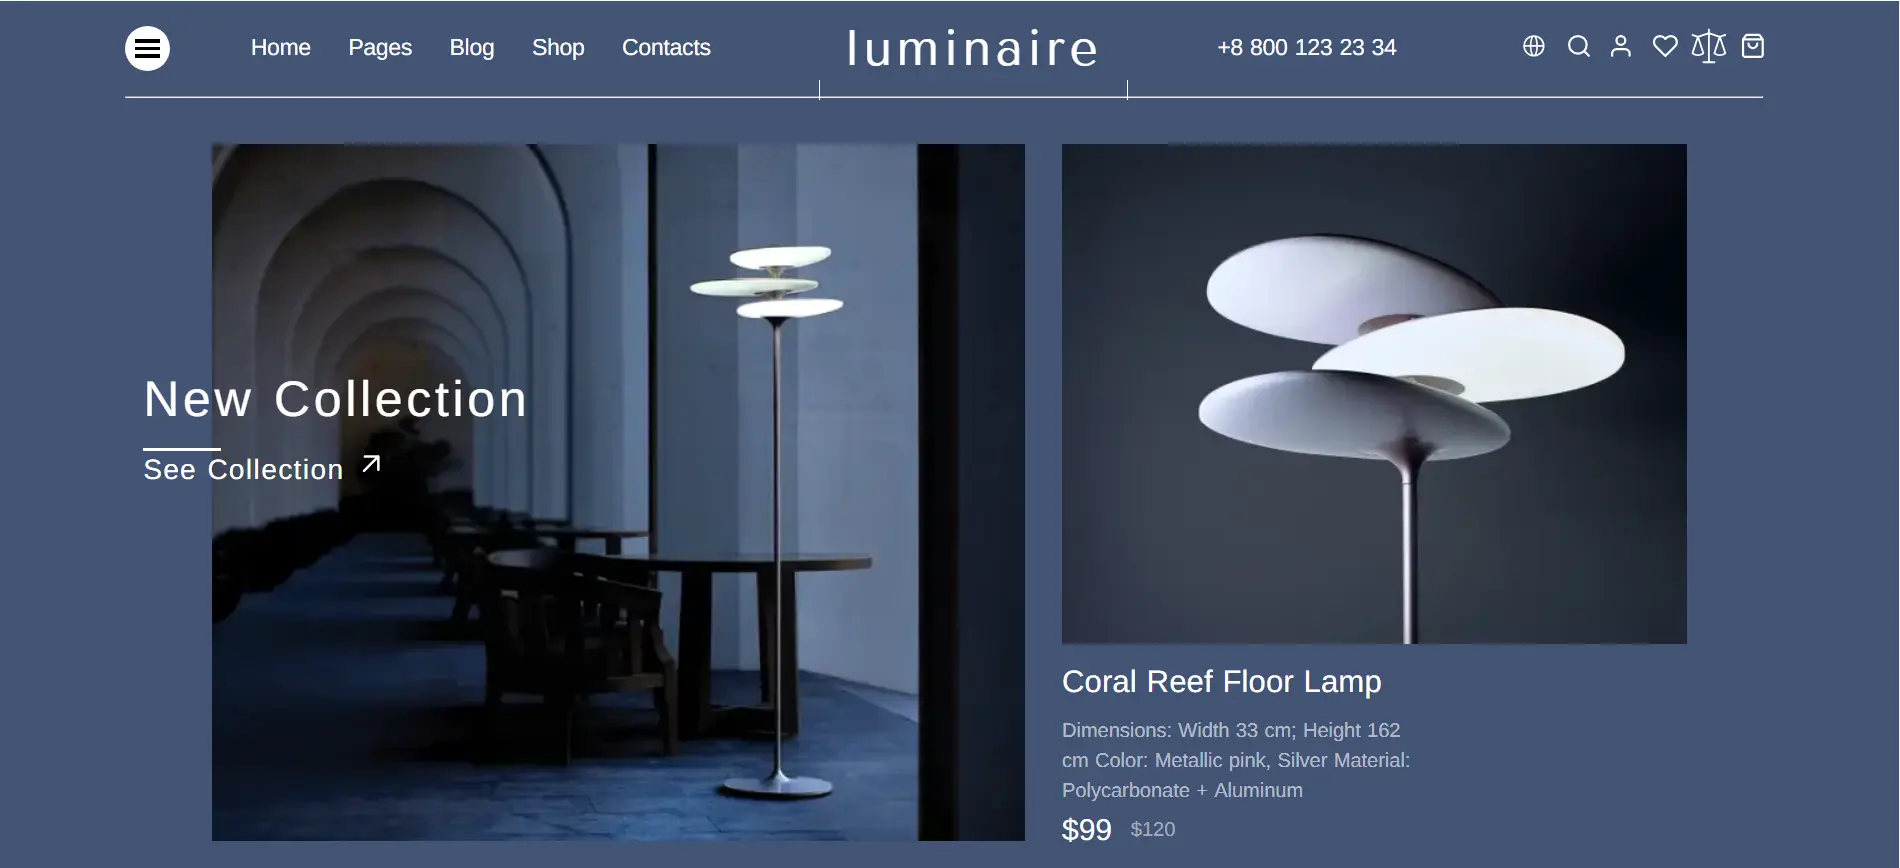 Home Pages Blog Shop Contacts luminaire +8 800 123 23 34
New Collection
See Collection
Coral Reef Floor Lamp
Dimensions: Width 33 cm; Height 162
cm Color: Metallic pink, Silver Material:
Polycarbonate + Aluminum
$99 $120